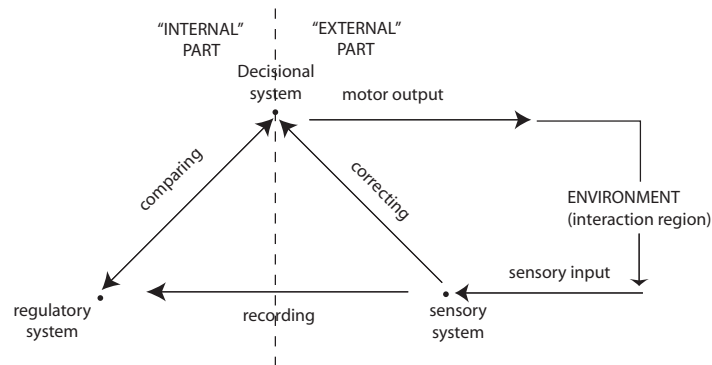 “INTERNAL”
PART
“EXTERNAL”
PART
Decisional
system
motor output
comparing
correcting
ENVIRONMENT
(interaction region)
sensory input
regulatory
system
recording
sensory
system